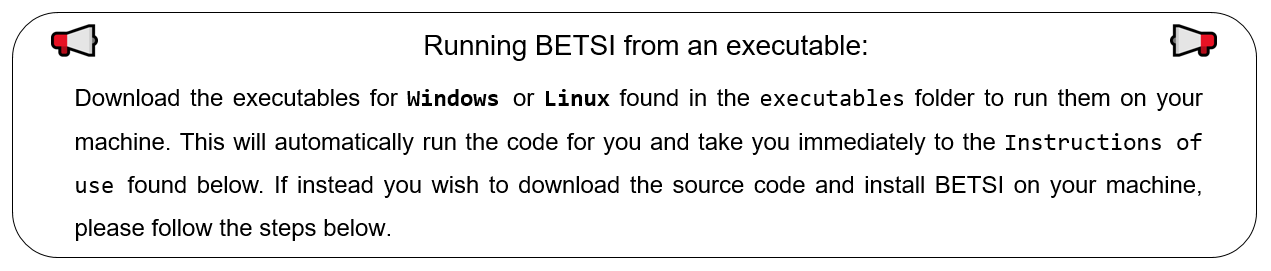 Running BETSI from an executable:
Download the executables for Windows or Linux found in the executables folder to run them on your
machine. This will automatically run the code for you and take you immediately to the Instructions of
use found below. If instead you wish to download the source code and install BETSI on your machine,
please follow the steps below.